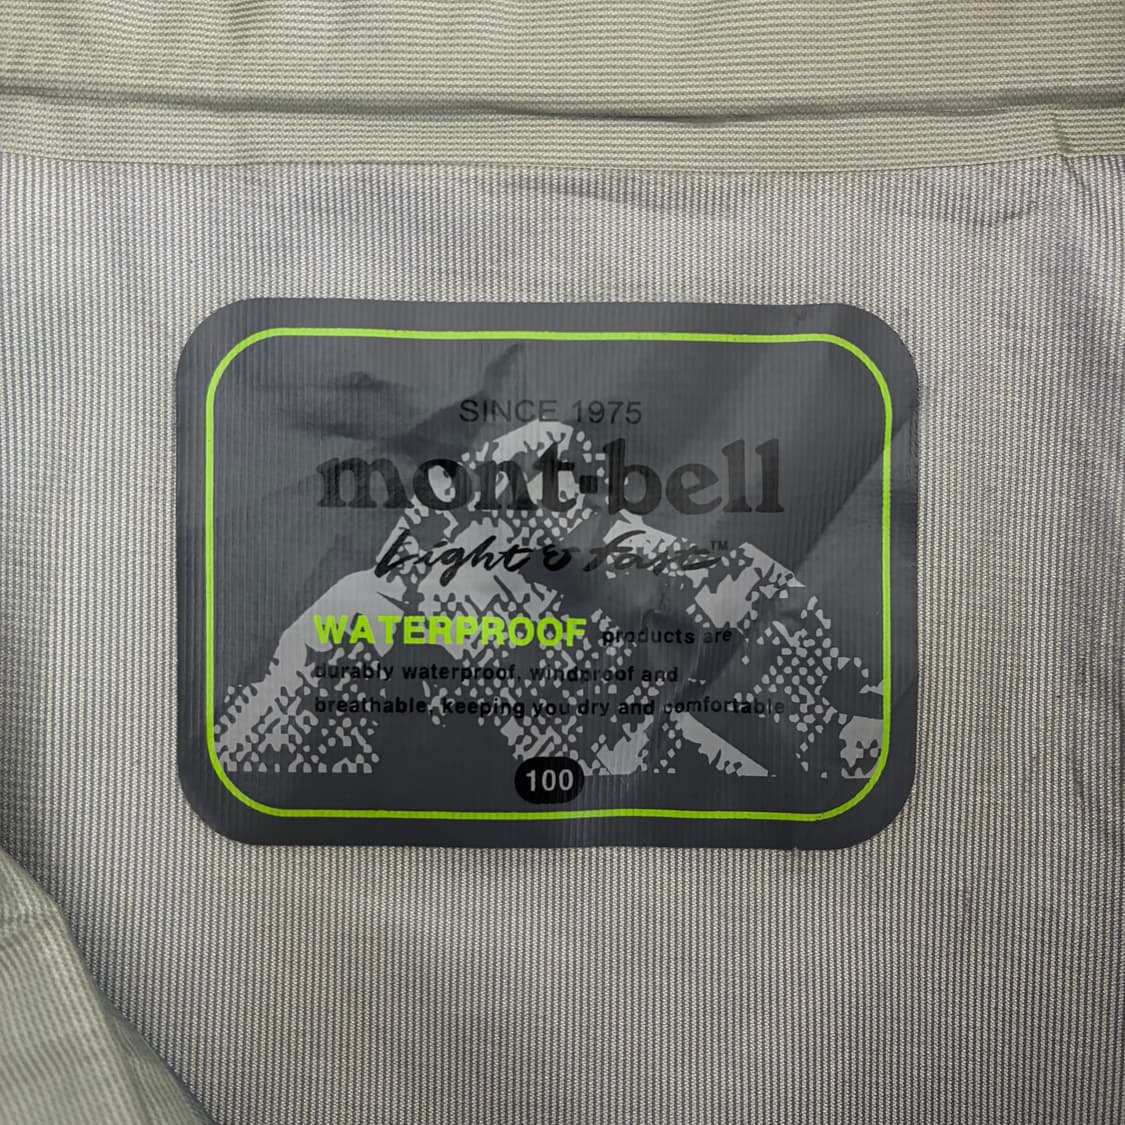 SINCE 1975
mont-bell
Light & Fast™
WATERPROOF products are
durably waterproof, windproof and
breathable, keeping you dry and comfortable
100